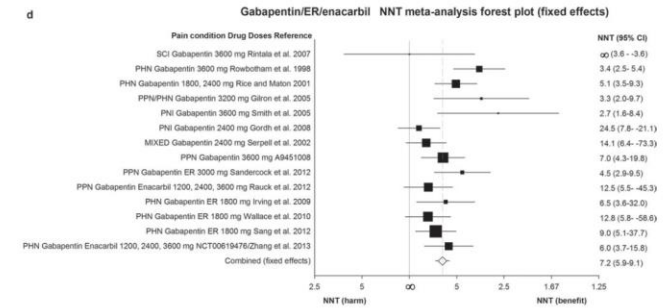 d
Gabapentin/ER/enacarbil NNT meta-analysis forest plot (fixed effects)
Pain condition Drug Doses Reference
NNT (95% CI)
SCI Gabapentin 3600 mg Rintala et al. 2007 ∞ (3.6 - -3.6)
PHN Gabapentin 3600 mg Rowbotham et al. 1998 3.4 (2.5- 5.4)
PHN Gabapentin 1800, 2400 mg Rice and Maton 2001 5.1 (3.5-9.3)
PPN/PHN Gabapentin 3200 mg Gilron et al. 2005 3.3 (2.0-9.7)
PNI Gabapentin 3600 mg Smith et al. 2005 2.7 (1.6-8.4)
PNI Gabapentin 2400 mg Gordh et al. 2008 24.5 (7.8- -21.1)
MIXED Gabapentin 2400 mg Serpell et al. 2002 14.1 (6.4- -73.3)
PPN Gabapentin 3600 mg A9451008 7.0 (4.3-19.8)
PPN Gabapentin ER 3000 mg Sandercock et al. 2012 4.5 (2.9-9.5)
PPN Gabapentin Enacarbil 1200, 2400, 3600 mg Rauck et al. 2012 12.5 (5.5- -45.3)
PHN Gabapentin ER 1800 mg Irving et al. 2009 6.5 (3.6-32.0)
PHN Gabapentin ER 1800 mg Wallace et al. 2010 12.8 (5.8- -58.6)
PHN Gabapentin ER 1800 mg Sang et al. 2012 9.0 (5.1-37.7)
PHN Gabapentin Enacarbil 1200, 2400, 3600 mg NCT00619476/Zhang et al. 2013 6.0 (3.7-15.8)
Combined (fixed effects) 7.2 (5.9-9.1)
2.5 5 ∞ 5 2.5 1.67 1.25
NNT (harm) NNT (benefit)